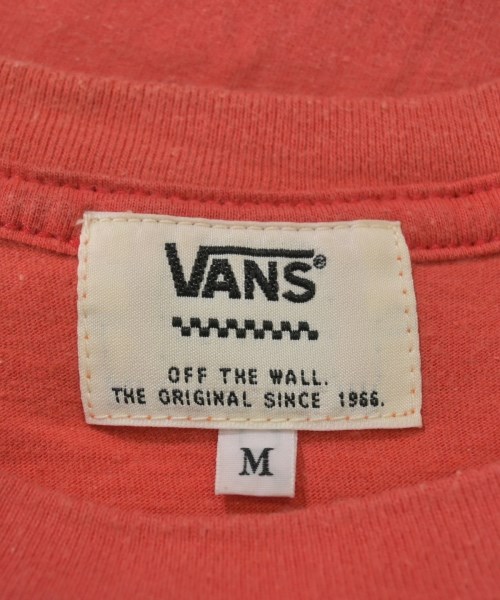 VANS®
OFF THE WALL.
THE ORIGINAL SINCE 1966.
M